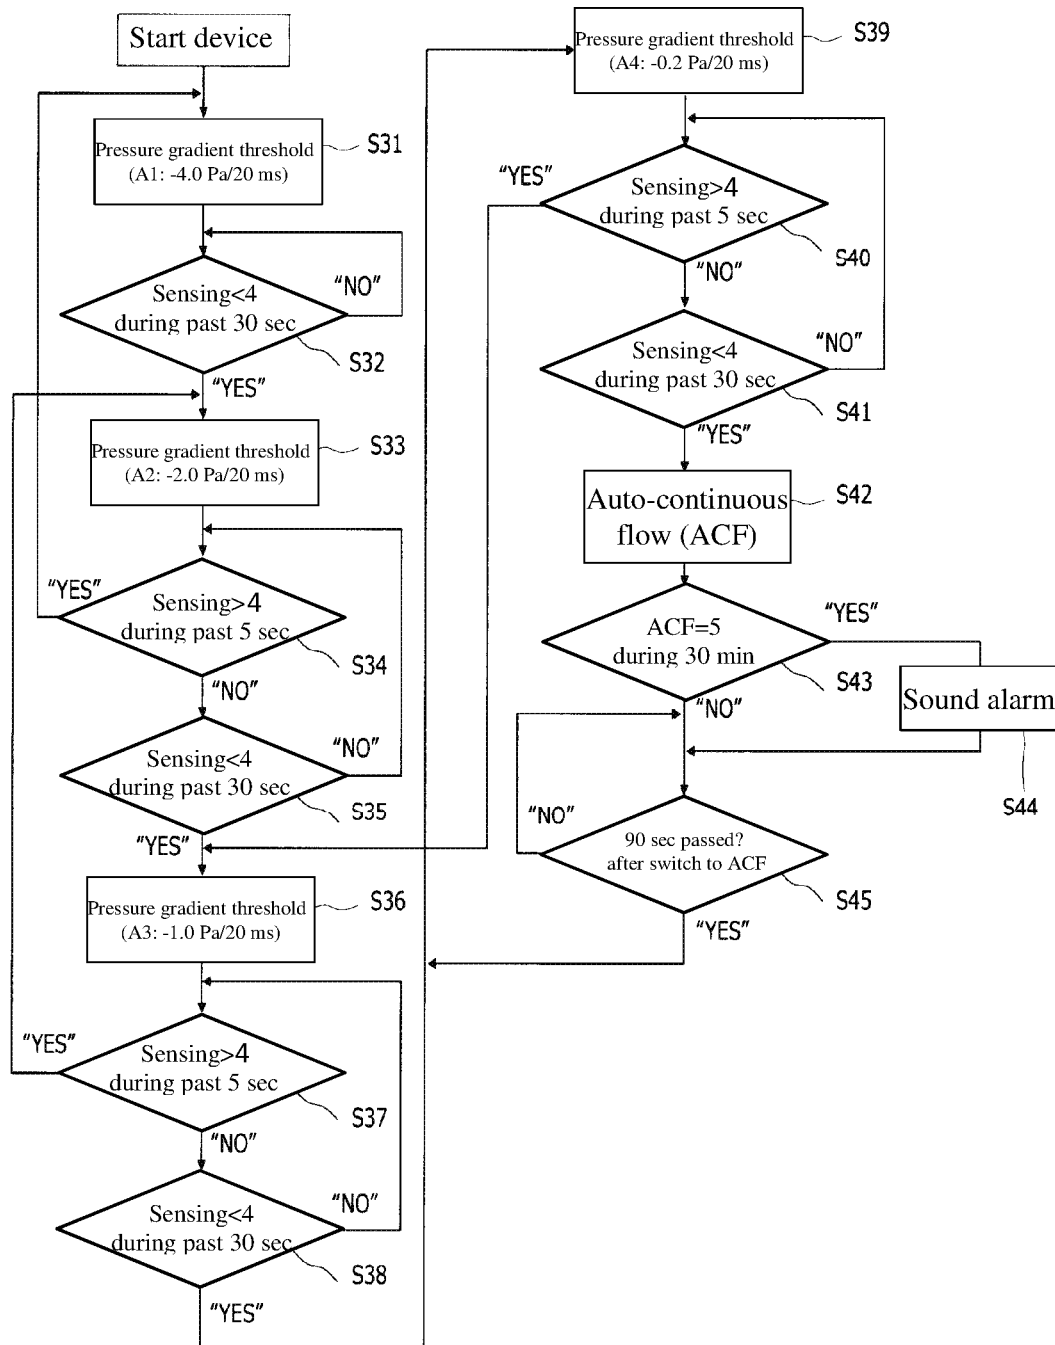 Start device
Pressure gradient threshold
(A1: -4.0 Pa/20 ms)
S31
Sensing<4
during past 30 sec
"NO"
S32
"YES"
Pressure gradient threshold
(A2: -2.0 Pa/20 ms)
S33
"YES"
Sensing>4
during past 5 sec
S34
"NO"
Sensing<4
during past 30 sec
"NO"
S35
"YES"
Pressure gradient threshold
(A3: -1.0 Pa/20 ms)
S36
"YES"
Sensing>4
during past 5 sec
S37
"NO"
Sensing<4
during past 30 sec
"NO"
S38
"YES"
Pressure gradient threshold
(A4: -0.2 Pa/20 ms)
S39
"YES"
Sensing>4
during past 5 sec
S40
"NO"
Sensing<4
during past 30 sec
"NO"
S41
"YES"
Auto-continuous
flow (ACF)
S42
ACF=5
during 30 min
"YES"
S43
Sound alarm
S44
"NO"
"NO"
90 sec passed?
after switch to ACF
S45
"YES"